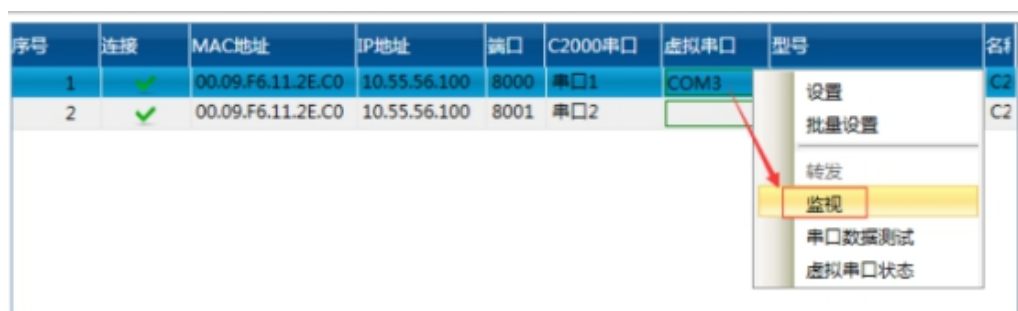 序号 连接 MAC地址 IP地址 端口 C2000串口 虚拟串口 型号
1 00.09.F6.11.2E.C0 10.55.56.100 8000 串口1 COM3 C2
2 00.09.F6.11.2E.C0 10.55.56.100 8001 串口2 C2
设置
批量设置
转发
监视
串口数据测试
虚拟串口状态